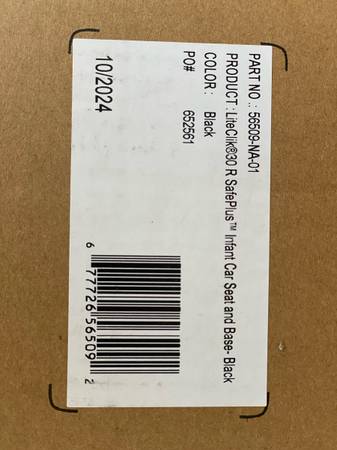 PART NO .: 56509-NA-01
PRODUCT : LiteClik®30 R SafePlus™ Infant Car Seat and Base- Black
COLOR : Black
PO# 652561
10/2024
6 77726 56509 2